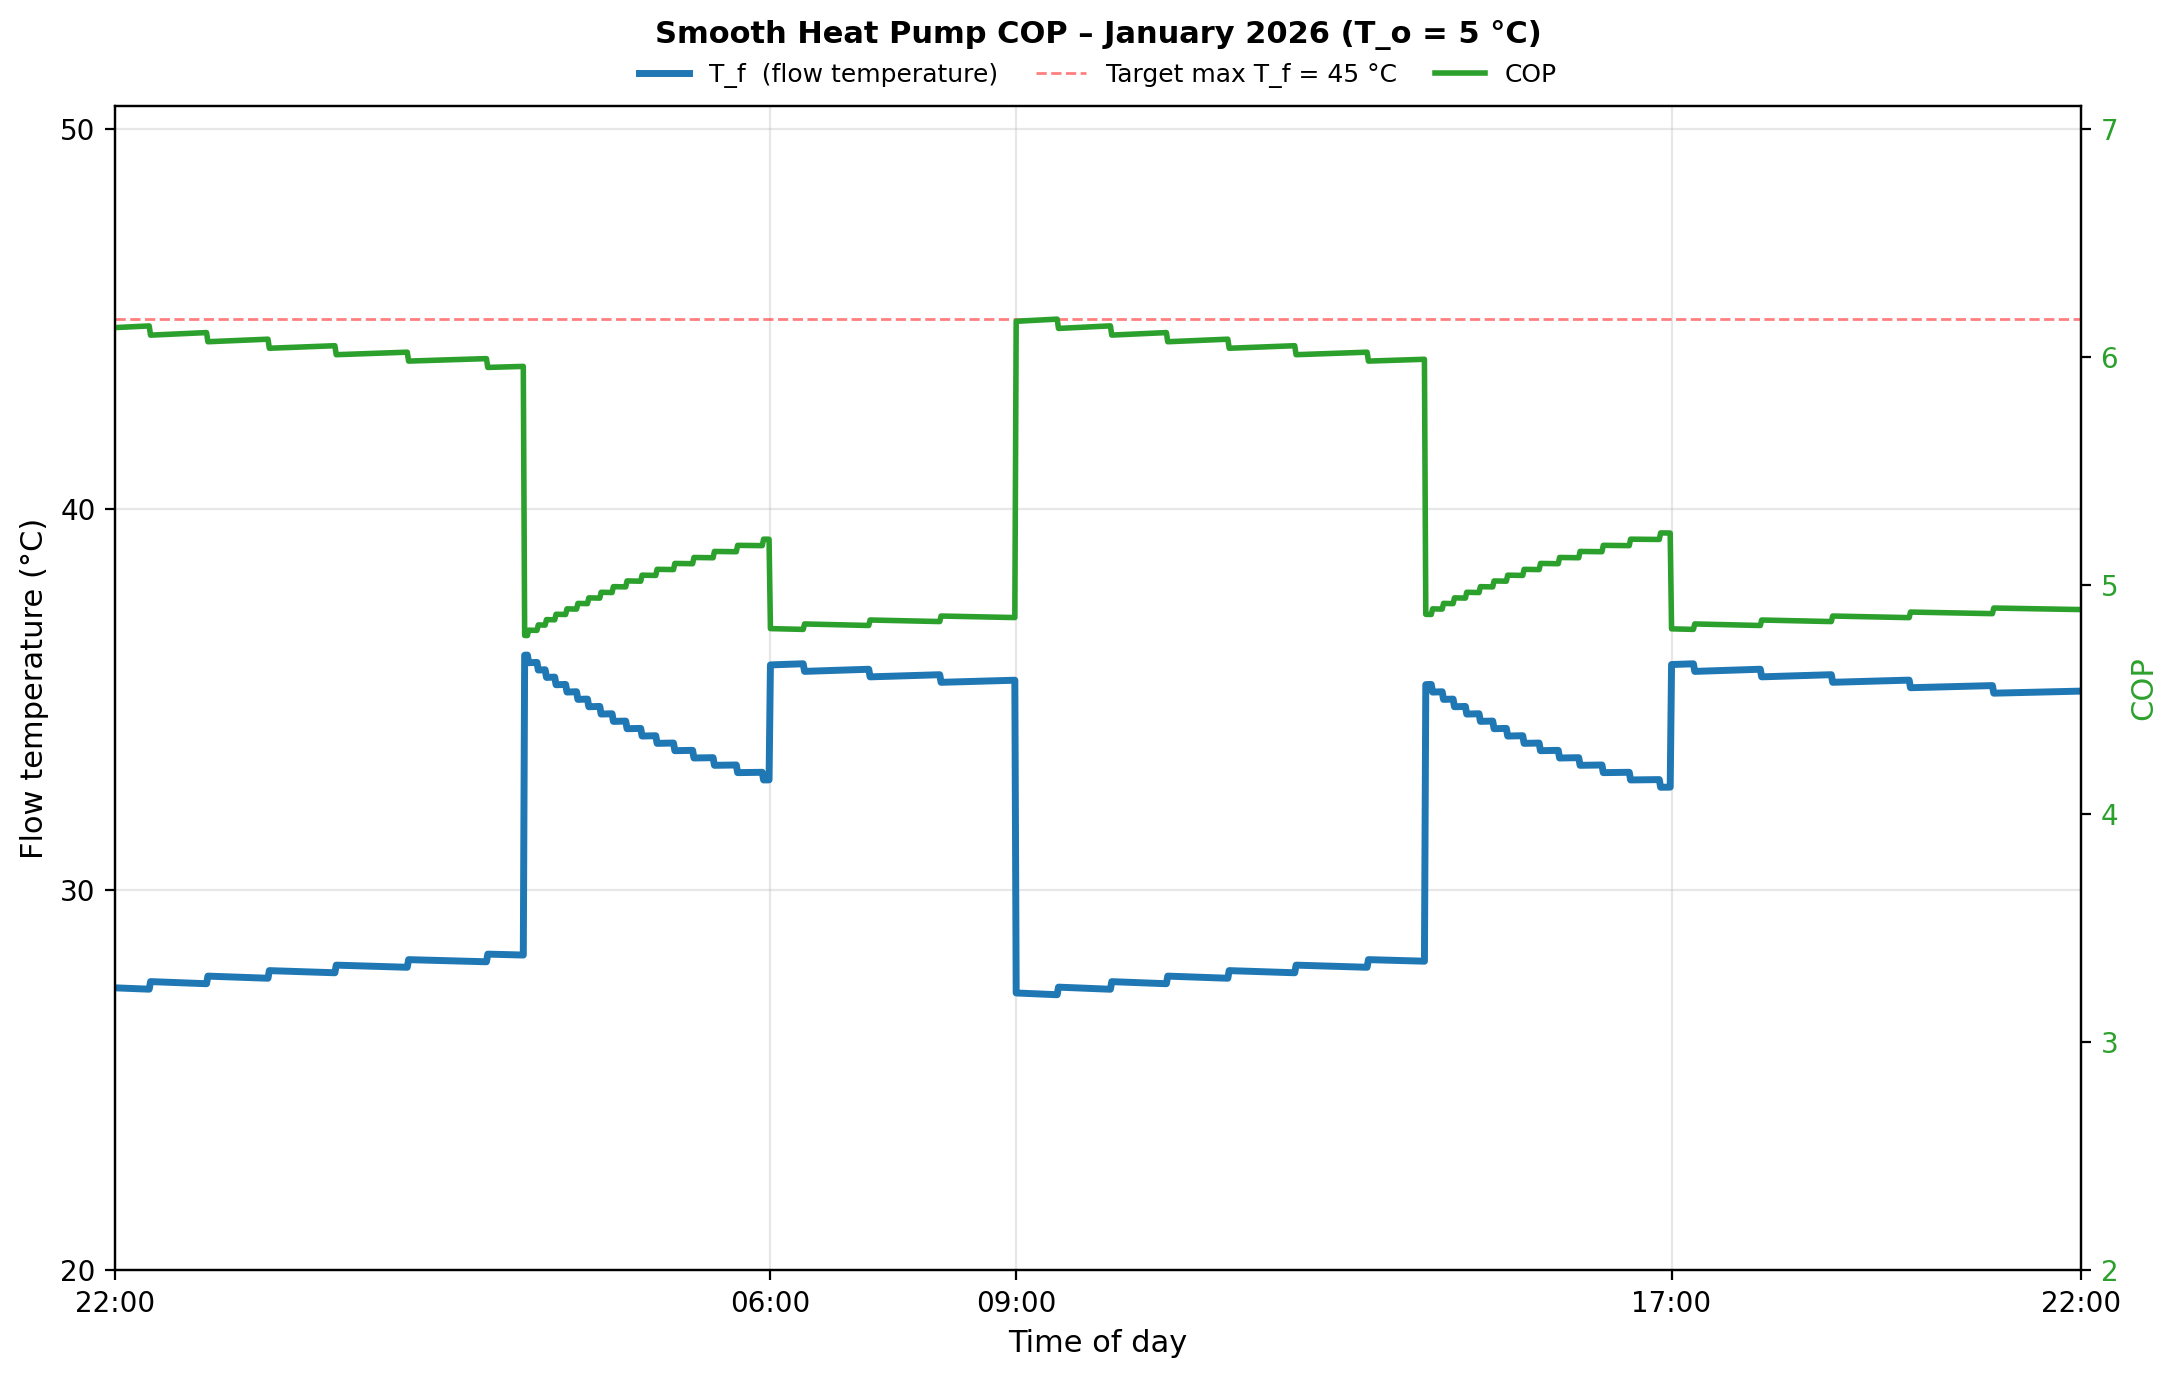 Smooth Heat Pump COP – January 2026 (T_o = 5 °C)
T_f (flow temperature) Target max T_f = 45 °C COP
50
40
30
20
Flow temperature (°C)
7
6
5
4
3
2
COP
22:00 06:00 09:00 17:00 22:00
Time of day